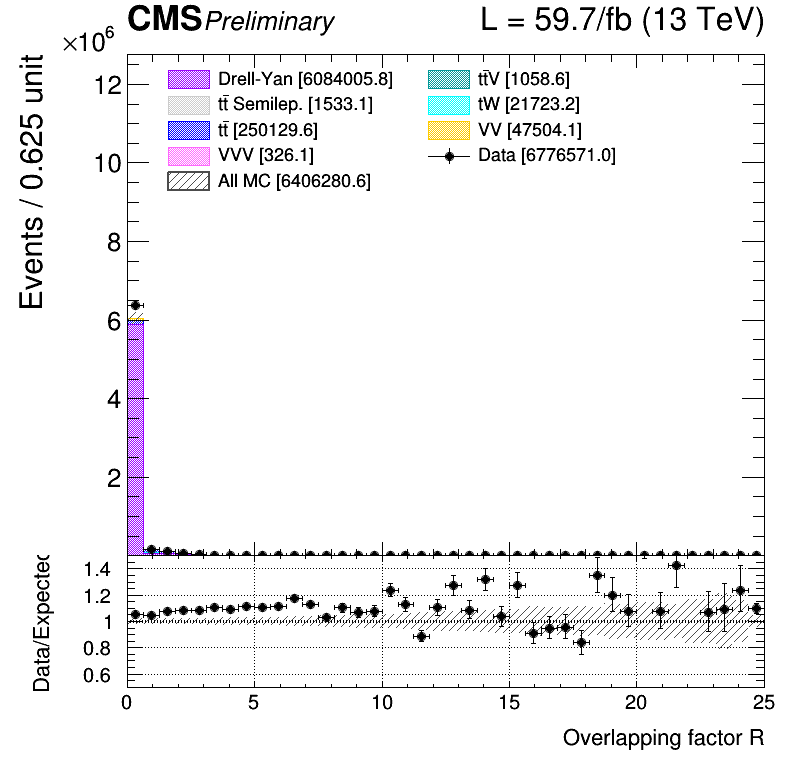 CMS Preliminary L = 59.7/fb (13 TeV)
×10⁶
Events / 0.625 unit
12
10
8
6
4
2
Drell-Yan [6084005.8]
tt̄ Semilep. [1533.1]
tt̄ [250129.6]
VVV [326.1]
All MC [6406280.6]
tt̄V [1058.6]
tW [21723.2]
VV [47504.1]
Data [6776571.0]
Data/Expected
1.4
1.2
1
0.8
0.6
0 5 10 15 20 25
Overlapping factor R